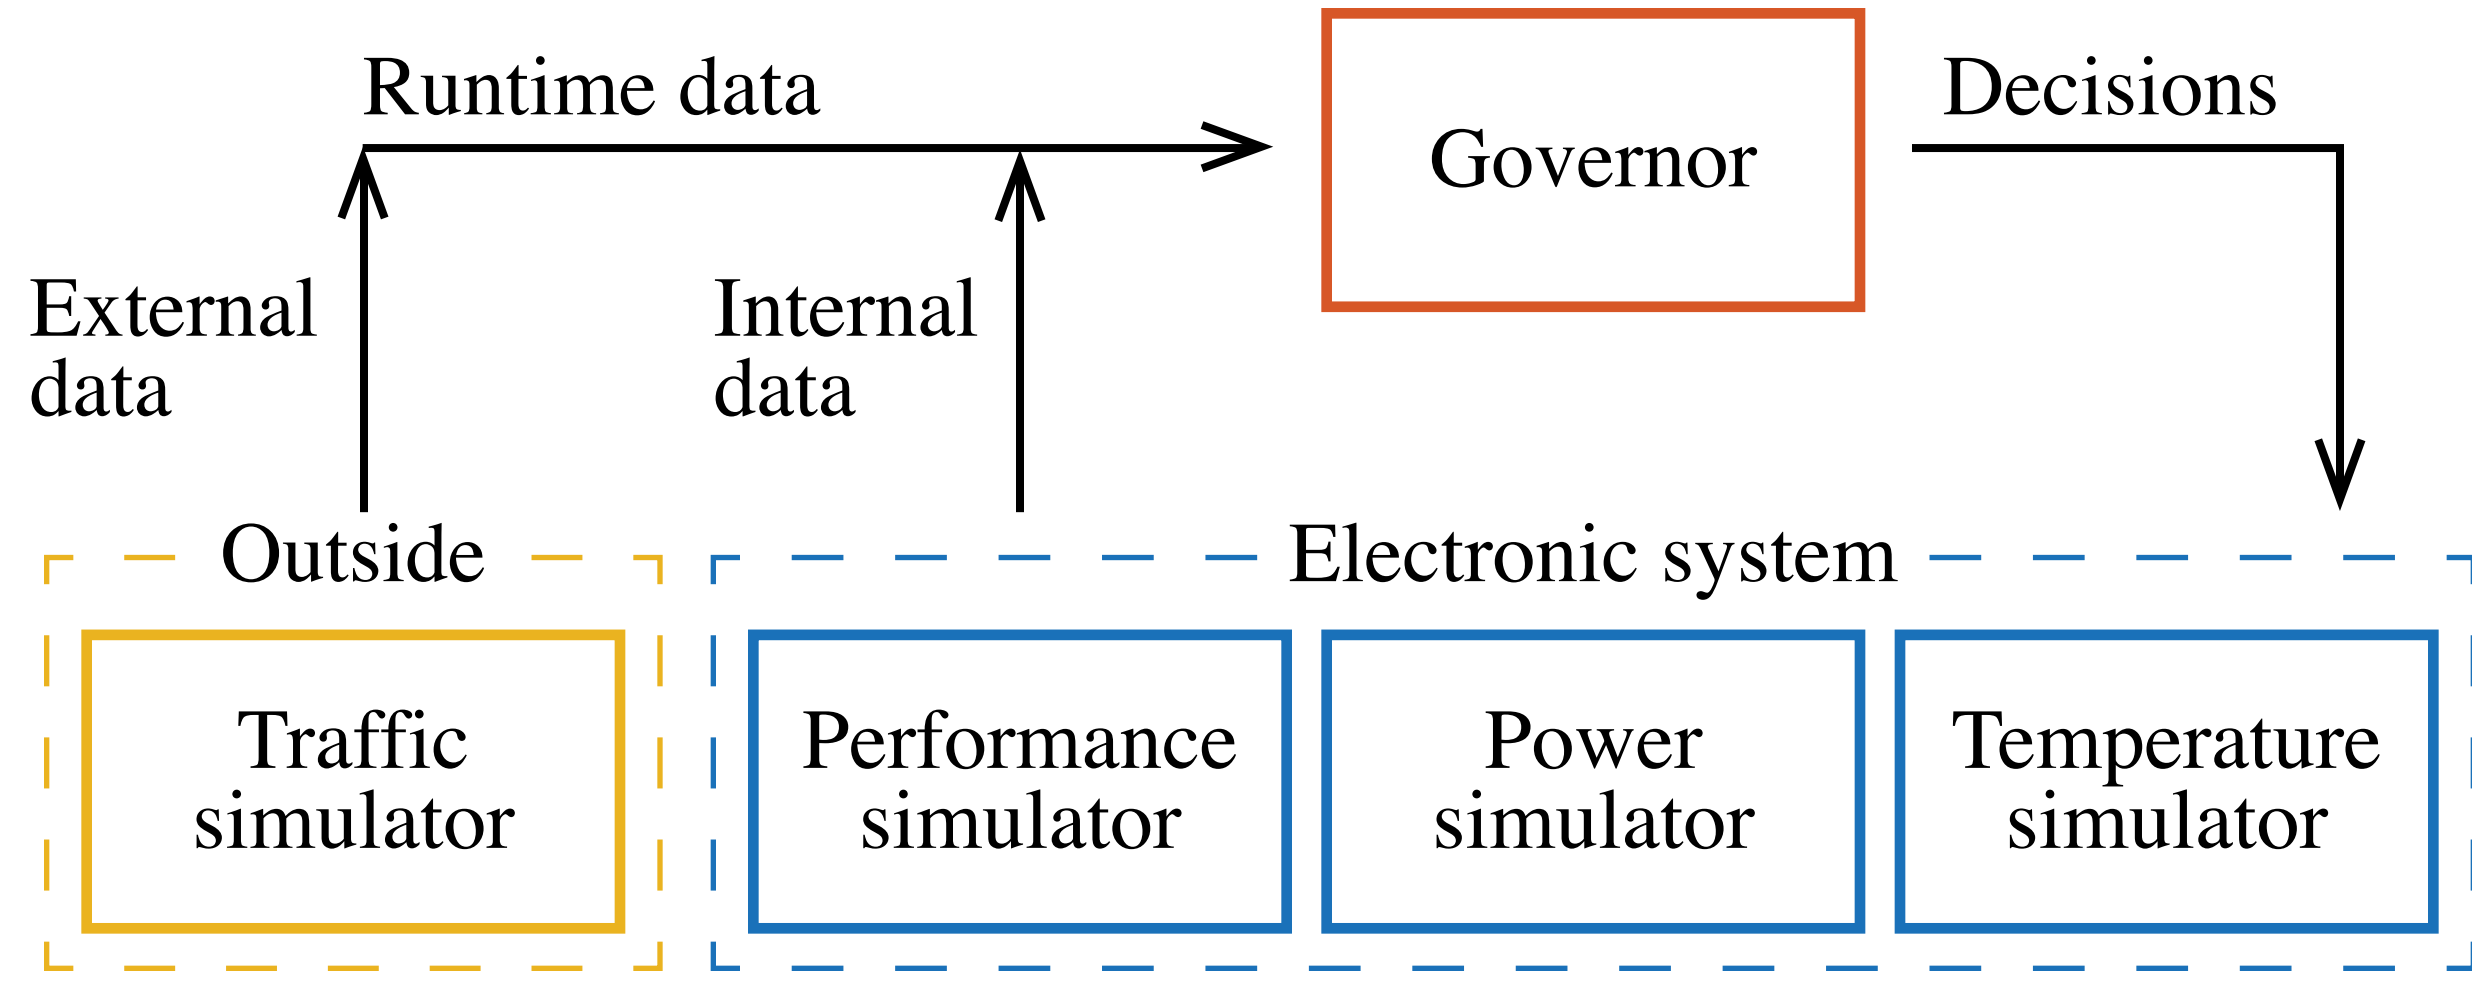 Runtime data
Decisions
Governor
External
data
Internal
data
Outside
Electronic system
Traffic
simulator
Performance
simulator
Power
simulator
Temperature
simulator